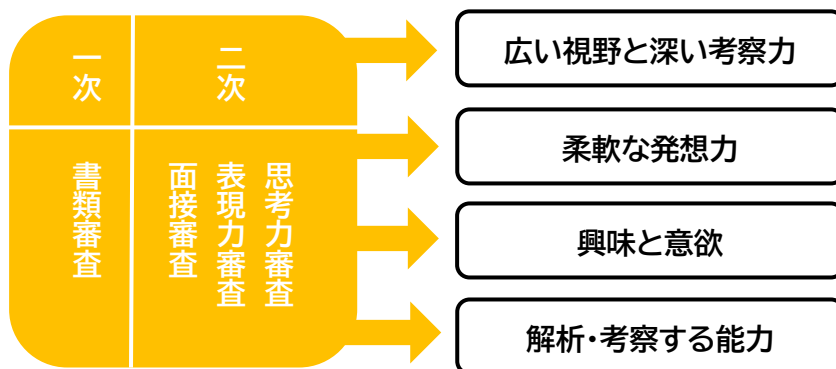 一次
二次
書類審査
思考力審査
表現力審査
面接審査
広い視野と深い考察力
柔軟な発想力
興味と意欲
解析・考察する能力